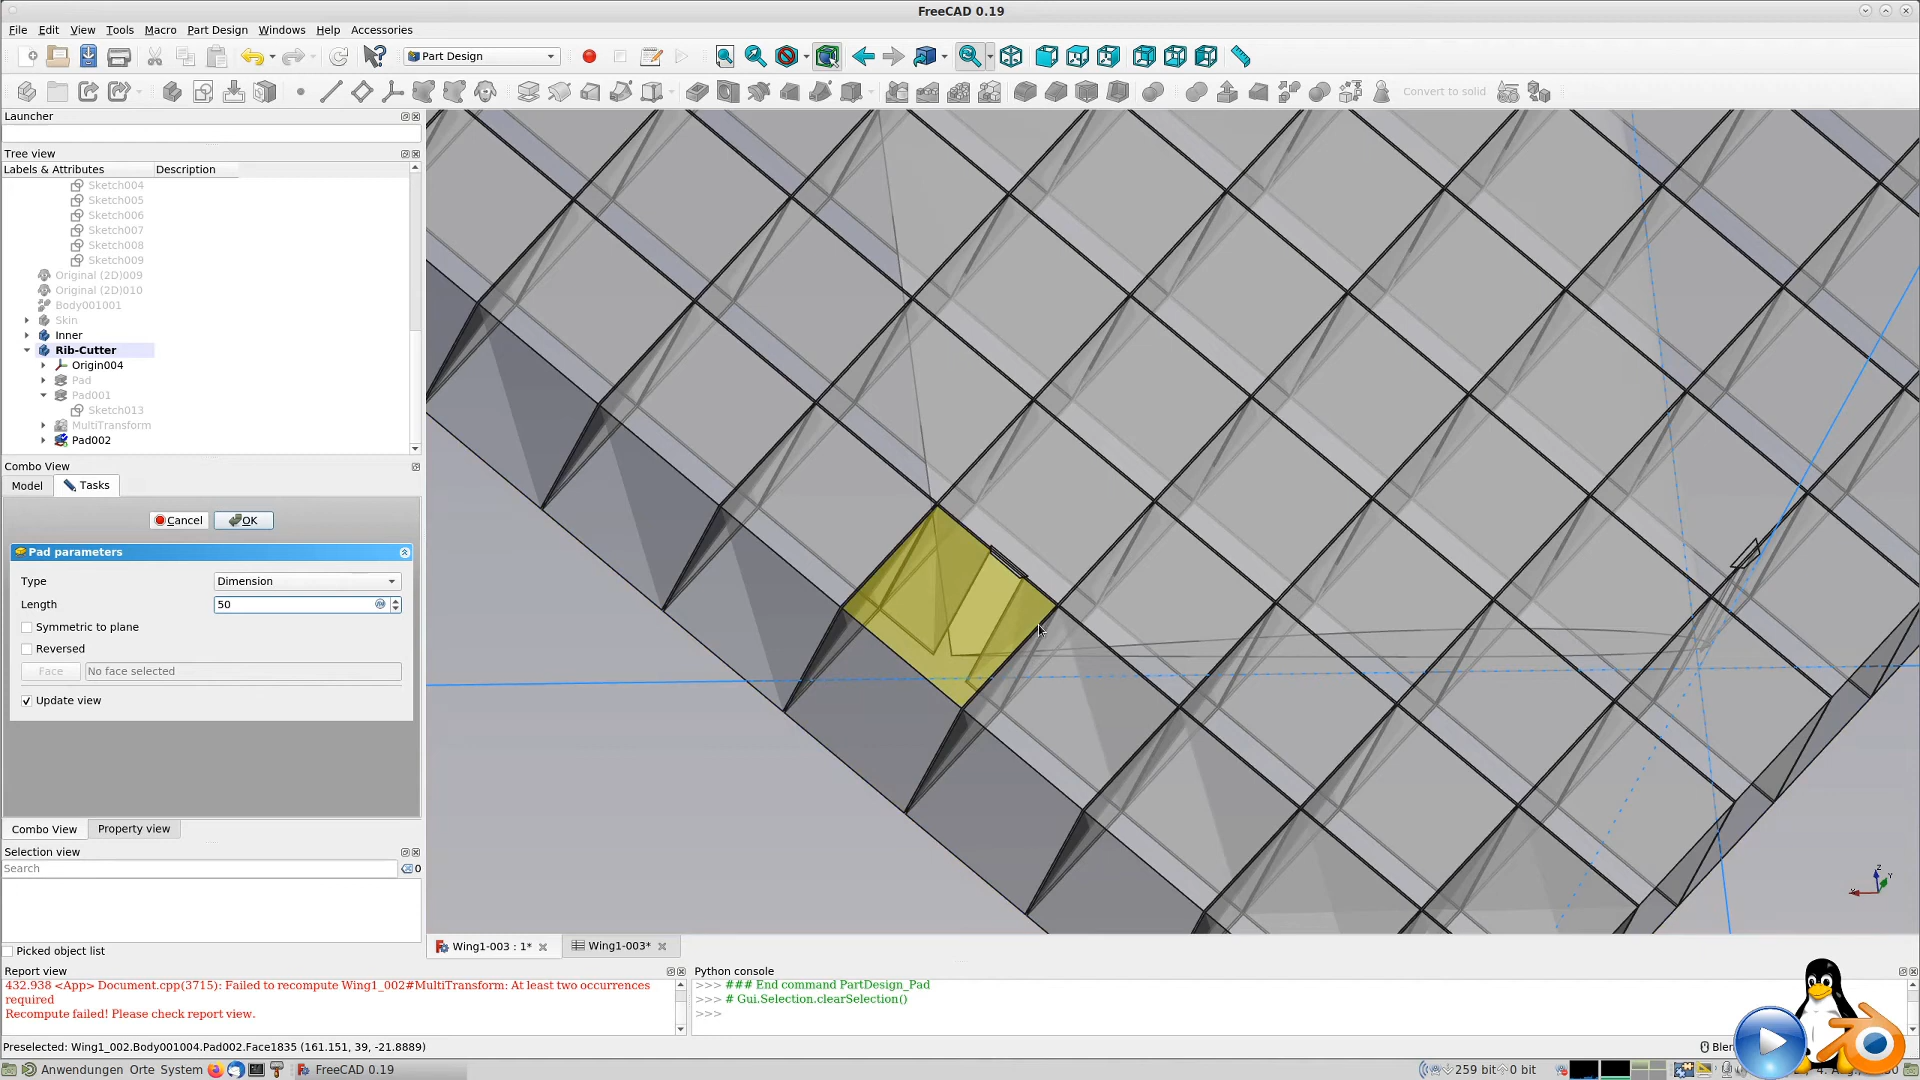 FreeCAD 0.19
File Edit View Tools Macro Part Design Windows Help Accessories
Part Design
Convert to solid
Launcher
Tree view
Labels & Attributes Description
Sketch004
Sketch005
Sketch006
Sketch007
Sketch008
Sketch009
Original (2D)009
Original (2D)010
Body001001
Skin
Inner
Rib-Cutter
Origin004
Pad
Pad001
Sketch013
MultiTransform
Pad002
Combo View
Model Tasks
Cancel OK
Pad parameters
Type Dimension
Length 50
Symmetric to plane
Reversed
Face No face selected
Update view
Combo View Property view
Selection view
Search 0
Picked object list
Wing1-003 : 1* Wing1-003*
Report view
432.938 <App> Document.cpp(3715): Failed to recompute Wing1_002#MultiTransform: At least two occurrences
required
Recompute failed! Please check report view.
Python console
>>> ### End command PartDesign_Pad
>>> # Gui.Selection.clearSelection()
>>>
Preselected: Wing1_002.Body001004.Pad002.Face1835 (161.151, 39, -21.8889)
Anwendungen Orte System FreeCAD 0.19 259 bit 0 bit